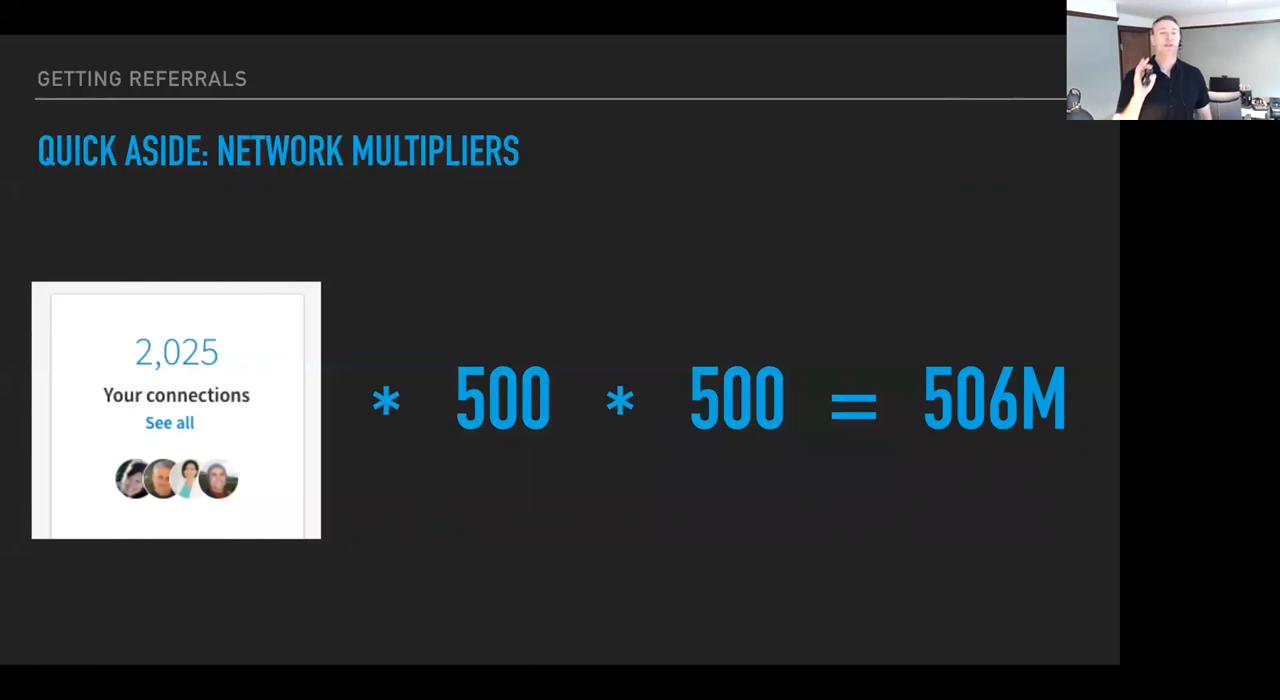 GETTING REFERRALS
QUICK ASIDE: NETWORK MULTIPLIERS
2,025
Your connections
See all
* 500 * 500 = 506M